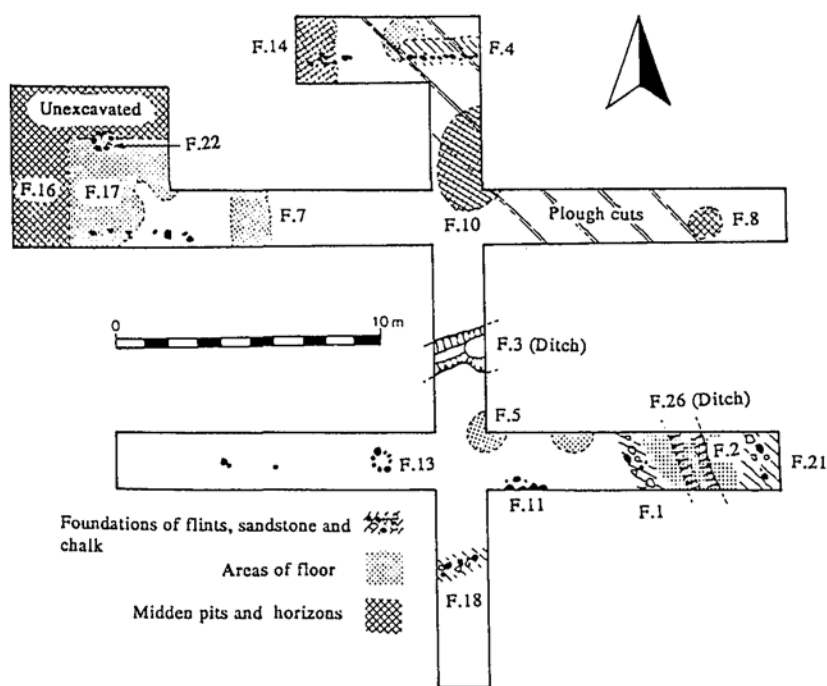 F.14
F.4
Unexcavated
F.22
F.16
F.17
F.7
F.10
Plough cuts
F.8
0
10 m
F.3 (Ditch)
F.26 (Ditch)
F.5
F.2
F.13
F.21
F.11
F.1
Foundations of flints, sandstone and
chalk
Areas of floor
F.18
Midden pits and horizons